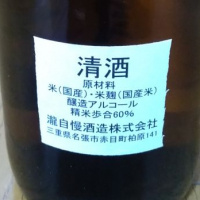 清酒
原材料
米(国産)・米麹(国産米)
醸造アルコール
精米歩合60%
瀧自慢酒造株式会社
三重県名張市赤目町柏原141